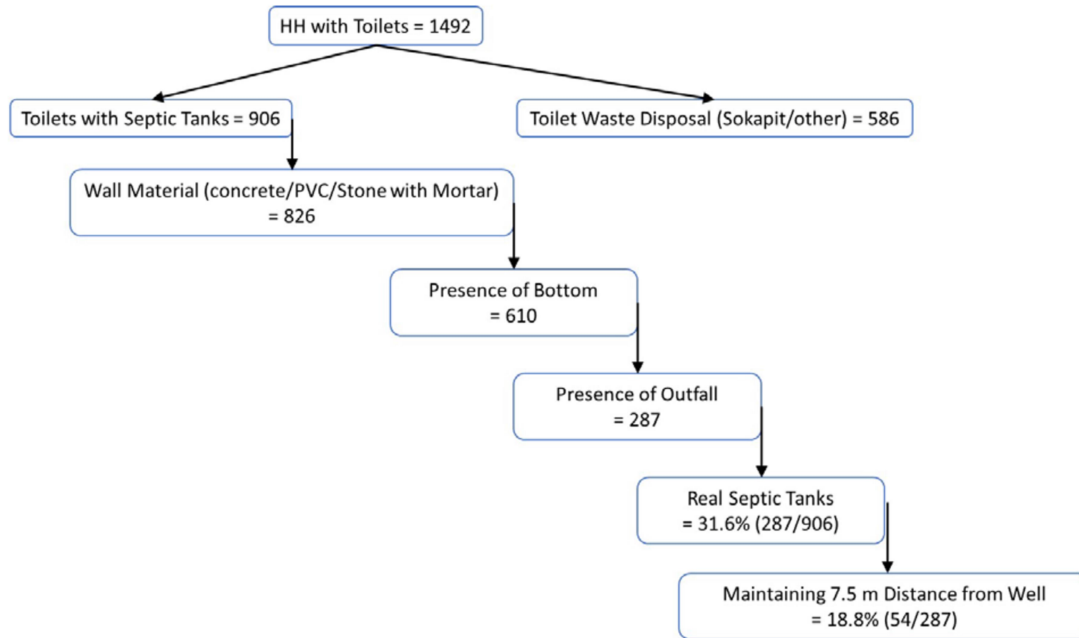 HH with Toilets = 1492
Toilets with Septic Tanks = 906
Toilet Waste Disposal (Sokapit/other) = 586
Wall Material (concrete/PVC/Stone with Mortar)
= 826
Presence of Bottom
= 610
Presence of Outfall
= 287
Real Septic Tanks
= 31.6% (287/906)
Maintaining 7.5 m Distance from Well
= 18.8% (54/287)